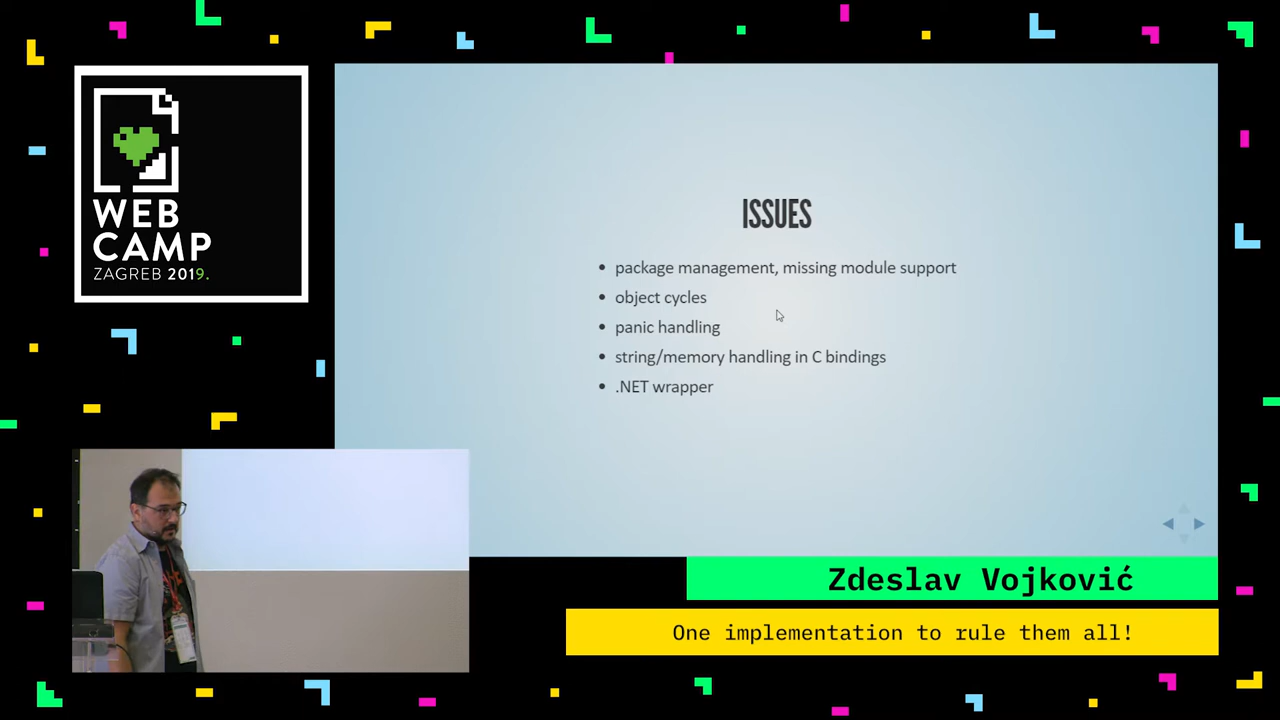 WEB
CAMP
ZAGREB 2019.
ISSUES
• package management, missing module support
• object cycles
• panic handling
• string/memory handling in C bindings
• .NET wrapper
Zdeslav Vojković
One implementation to rule them all!